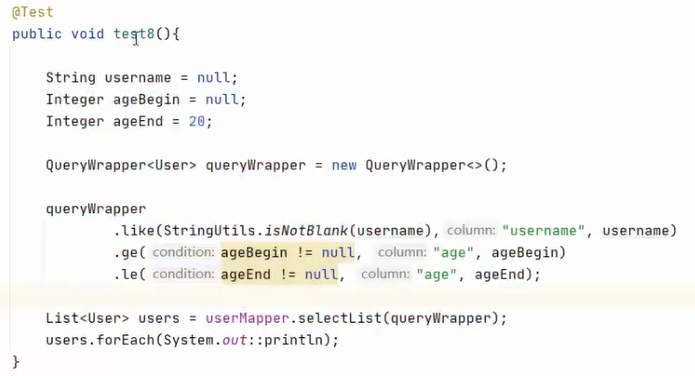 @Test
public void test8(){
String username = null;
Integer ageBegin = null;
Integer ageEnd = 20;
QueryWrapper<User> queryWrapper = new QueryWrapper<>();
queryWrapper
.like(StringUtils.isNotBlank(username), column: "username", username)
.ge( condition: ageBegin != null, column: "age", ageBegin)
.le( condition: ageEnd != null, column: "age", ageEnd);
List<User> users = userMapper.selectList(queryWrapper);
users.forEach(System.out::println);
}